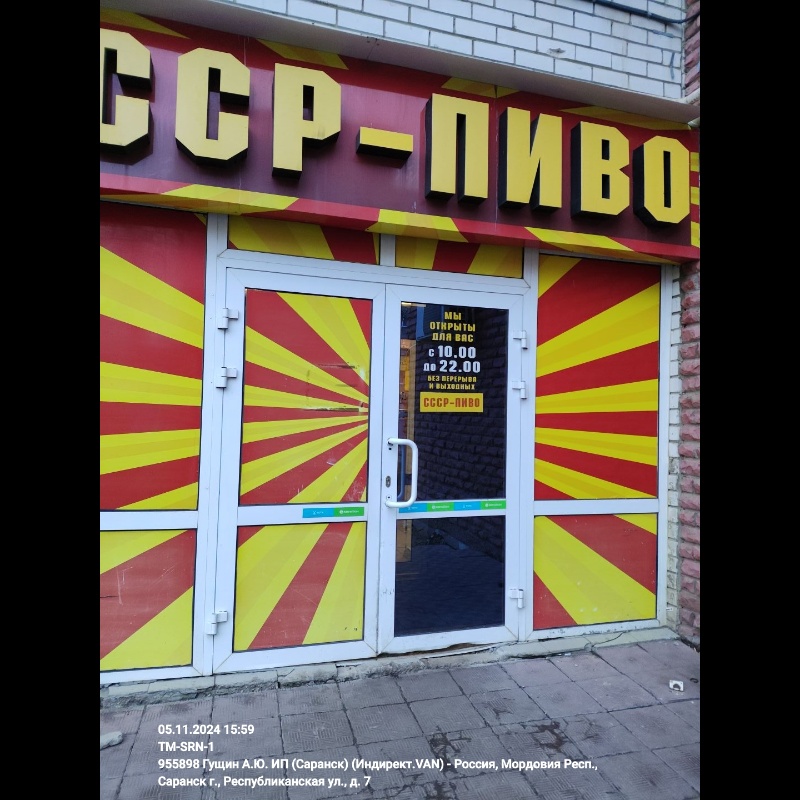 ССР-ПИВО
МЫ
ОТКРЫТЫ
ДЛЯ ВАС
с 10.00
до 22.00
БЕЗ ПЕРЕРЫВА
И ВЫХОДНЫХ
СССР-ПИВО
05.11.2024 15:59
TM-SRN-1
955898 Гущин А.Ю. ИП (Саранск) (Индирект.VAN) - Россия, Мордовия Респ.,
Саранск г., Республиканская ул., д. 7